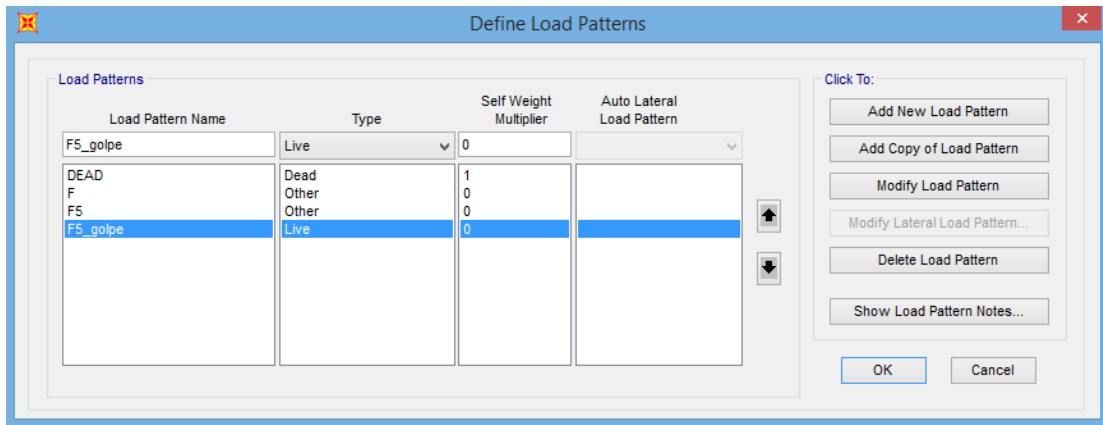 Define Load Patterns
Load Patterns
Click To:
Load Pattern Name
Type
Self Weight
Multiplier
Auto Lateral
Load Pattern
F5_golpe Live 0
DEAD Dead 1
F Other 0
F5 Other 0
F5_golpe Live 0
Add New Load Pattern
Add Copy of Load Pattern
Modify Load Pattern
Modify Lateral Load Pattern...
Delete Load Pattern
Show Load Pattern Notes...
OK Cancel